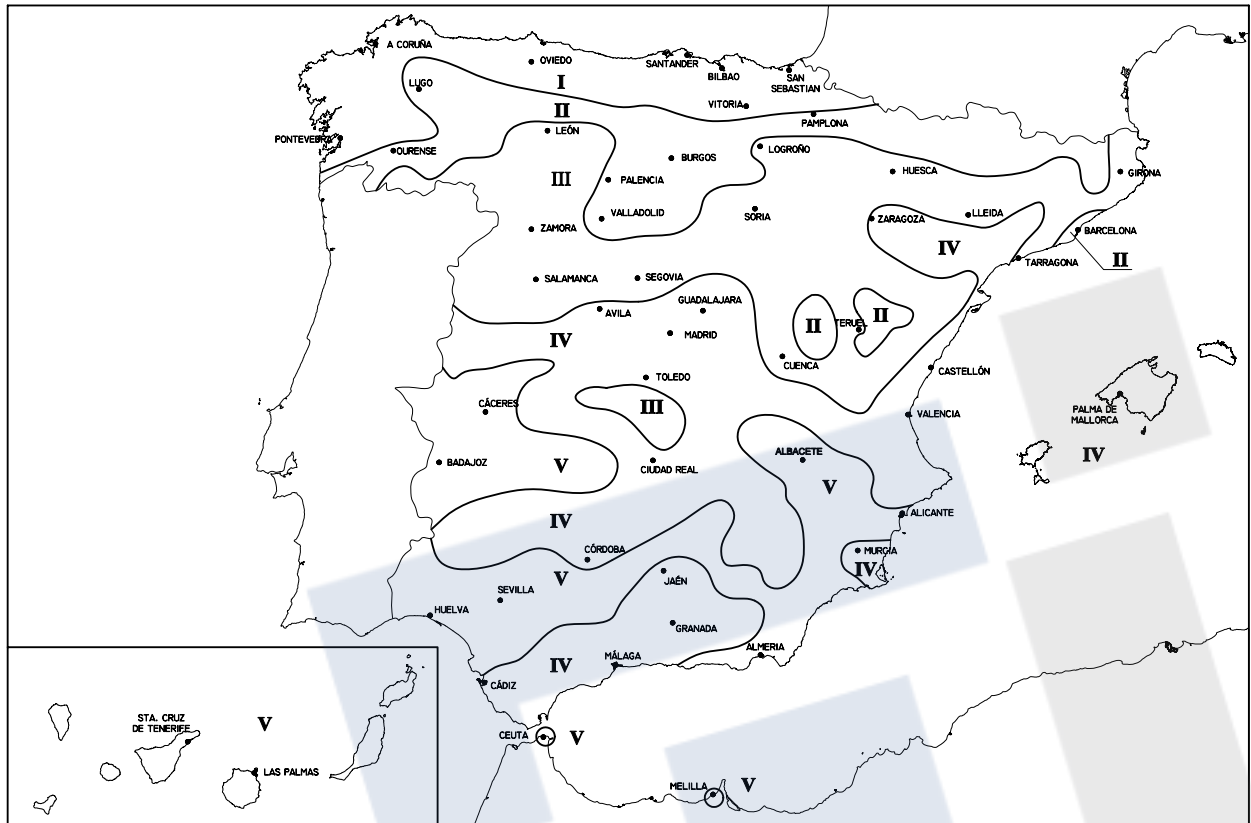 A CORUÑA
OVIEDO
SANTANDER
BILBAO
SAN
SEBASTIAN
LUGO
I
II
VITORIA
PAMPLONA
PONTEVEDRA
OURENSE
LEÓN
BURGOS
LOGROÑO
HUESCA
GIRONA
III
PALENCIA
VALLADOLID
SORIA
ZARAGOZA
LLEIDA
BARCELONA
ZAMORA
IV
TARRAGONA
II
SALAMANCA
SEGOVIA
GUADALAJARA
AVILA
MADRID
II
TERUEL
II
IV
CUENCA
TOLEDO
CASTELLÓN
CÁCERES
III
VALENCIA
PALMA DE
MALLORCA
IV
BADAJOZ
V
CIUDAD REAL
ALBACETE
V
IV
ALICANTE
CÓRDOBA
MURCIA
IV
V
JAÉN
SEVILLA
HUELVA
GRANADA
ALMERIA
MÁLAGA
IV
CÁDIZ
STA. CRUZ
DE TENERIFE
V
CEUTA
V
LAS PALMAS
MELILLA
V